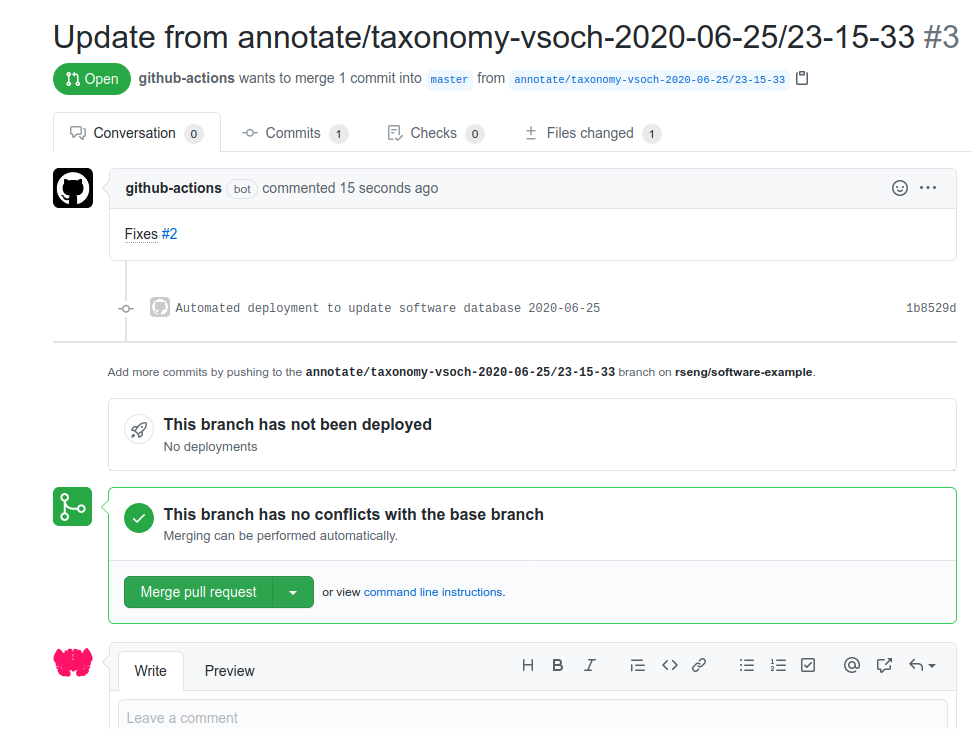 Update from annotate/taxonomy-vsoch-2020-06-25/23-15-33 #3
Open github-actions wants to merge 1 commit into master from annotate/taxonomy-vsoch-2020-06-25/23-15-33
Conversation 0 Commits 1 Checks 0 Files changed 1
github-actions bot commented 15 seconds ago
Fixes #2
Automated deployment to update software database 2020-06-25 1b8529d
Add more commits by pushing to the annotate/taxonomy-vsoch-2020-06-25/23-15-33 branch on rseng/software-example.
This branch has not been deployed
No deployments
This branch has no conflicts with the base branch
Merging can be performed automatically.
Merge pull request or view command line instructions.
Write Preview
Leave a comment